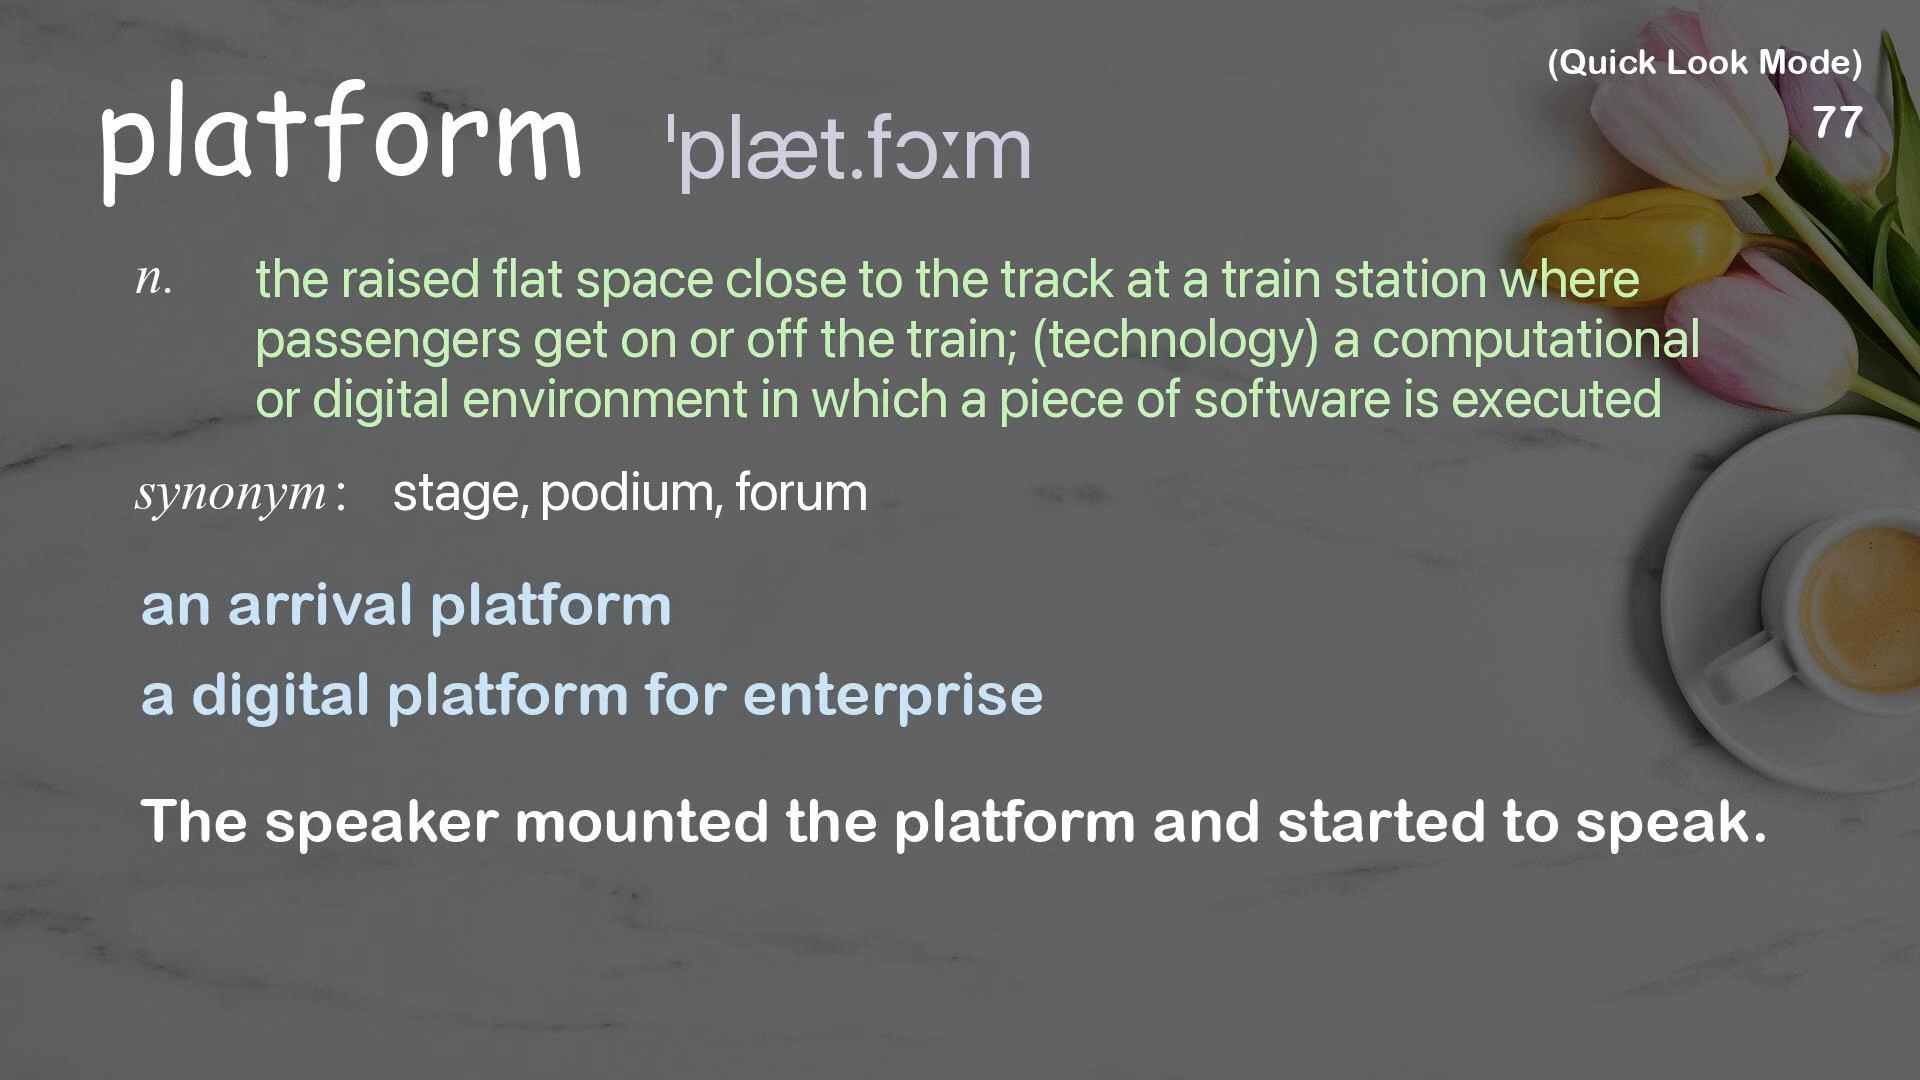 (Quick Look Mode)
77
platform ˈplæt.fɔːm
n. the raised flat space close to the track at a train station where
passengers get on or off the train; (technology) a computational
or digital environment in which a piece of software is executed
synonym: stage, podium, forum
an arrival platform
a digital platform for enterprise
The speaker mounted the platform and started to speak.